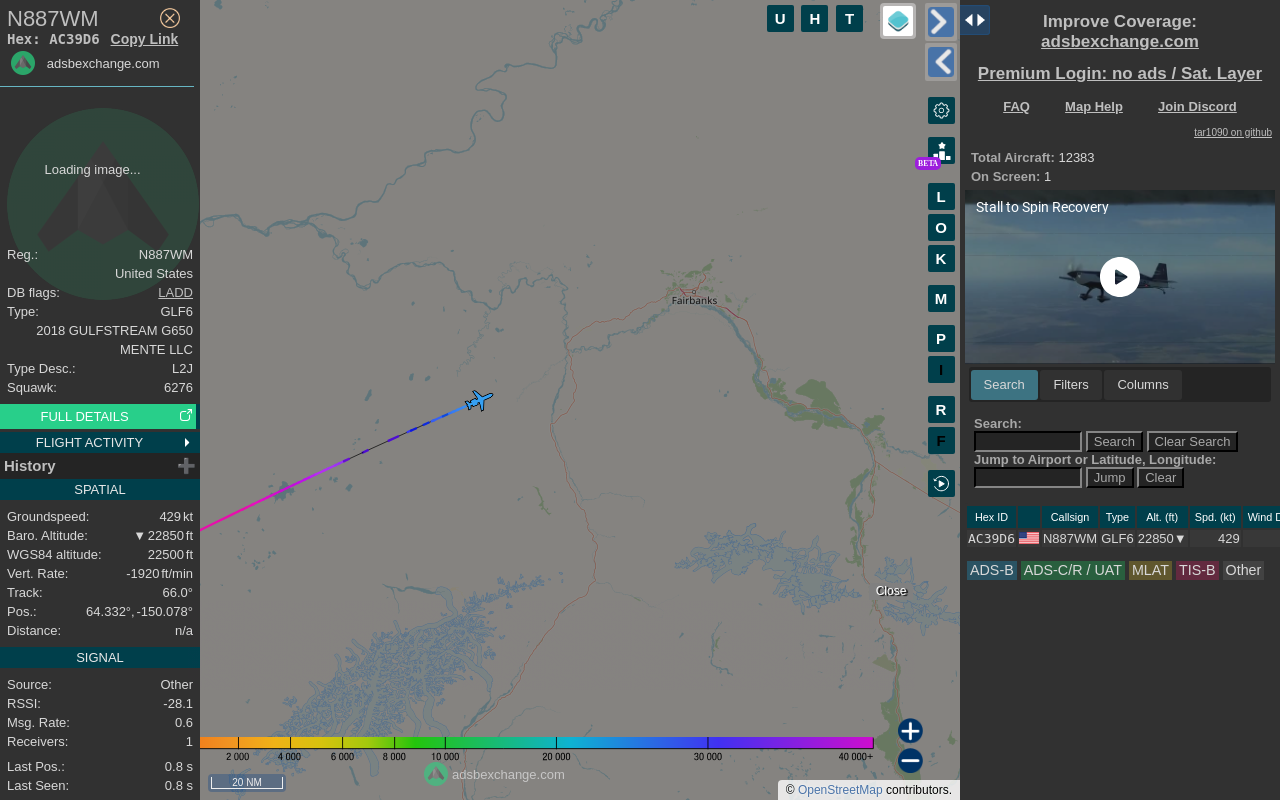 N887WM
Hex: AC39D6 Copy Link
adsbexchange.com
Loading image...
Reg.: N887WM
United States
DB flags: LADD
Type: GLF6
2018 GULFSTREAM G650
MENTE LLC
Type Desc.: L2J
Squawk: 6276
FULL DETAILS
FLIGHT ACTIVITY
History
SPATIAL
Groundspeed: 429 kt
Baro. Altitude: ▼ 22850 ft
WGS84 altitude: 22500 ft
Vert. Rate: -1920 ft/min
Track: 66.0°
Pos.: 64.332°, -150.078°
Distance: n/a
SIGNAL
Source: Other
RSSI: -28.1
Msg. Rate: 0.6
Receivers: 1
Last Pos.: 0.8 s
Last Seen: 0.8 s
U H T
BETA
L
O
K
M
P
I
R
F
Fairbanks
Close
2 000 4 000 6 000 8 000 10 000 20 000 30 000 40 000+
adsbexchange.com
20 NM
© OpenStreetMap contributors.
Improve Coverage:
adsbexchange.com
Premium Login: no ads / Sat. Layer
FAQ Map Help Join Discord
tar1090 on github
Total Aircraft: 12383
On Screen: 1
Stall to Spin Recovery
Search Filters Columns
Search:
Search Clear Search
Jump to Airport or Latitude, Longitude:
Jump Clear
Hex ID Callsign Type Alt. (ft) Spd. (kt) Wind D
AC39D6 N887WM GLF6 22850▼ 429
ADS-B ADS-C/R / UAT MLAT TIS-B Other